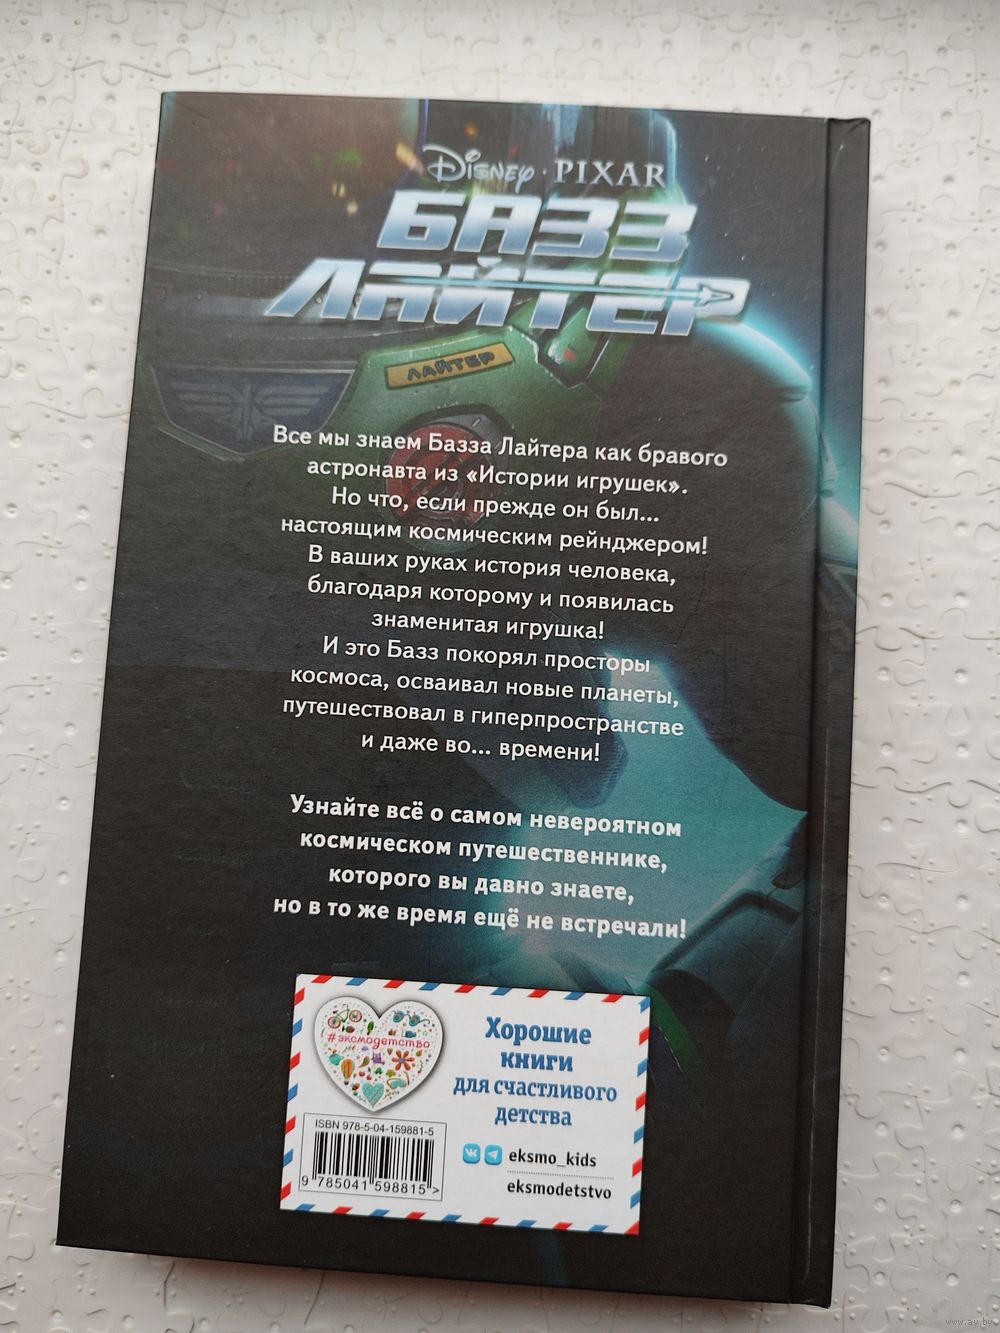 Disney · PIXAR
БАЗЗ
ЛАЙТЕР
ЛАЙТЕР
Все мы знаем Базза Лайтера как бравого
астронавта из «Истории игрушек».
Но что, если прежде он был...
настоящим космическим рейнджером!
В ваших руках история человека,
благодаря которому и появилась
знаменитая игрушка!
И это Базз покорял просторы
космоса, осваивал новые планеты,
путешествовал в гиперпространстве
и даже во... времени!
Узнайте всё о самом невероятном
космическом путешественнике,
которого вы давно знаете,
но в то же время ещё не встречали!
#эксмодетство
Хорошие
книги
для счастливого
детства
ISBN 978-5-04-159881-5
9 785041 598815 >
eksmo_kids
eksmodetstvo
www.ay.by